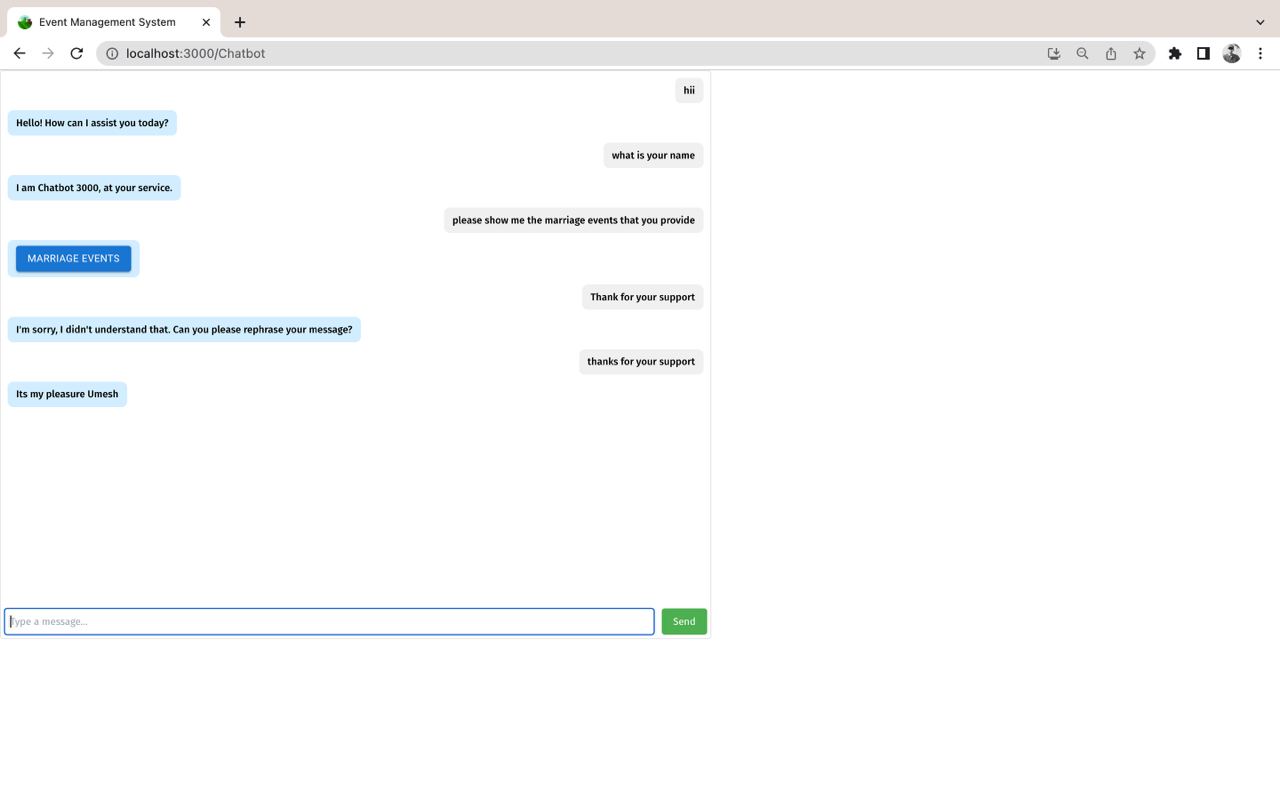 Event Management System
localhost:3000/Chatbot
hii
Hello! How can I assist you today?
what is your name
I am Chatbot 3000, at your service.
please show me the marriage events that you provide
MARRIAGE EVENTS
Thank for your support
I'm sorry, I didn't understand that. Can you please rephrase your message?
thanks for your support
Its my pleasure Umesh
Type a message...
Send